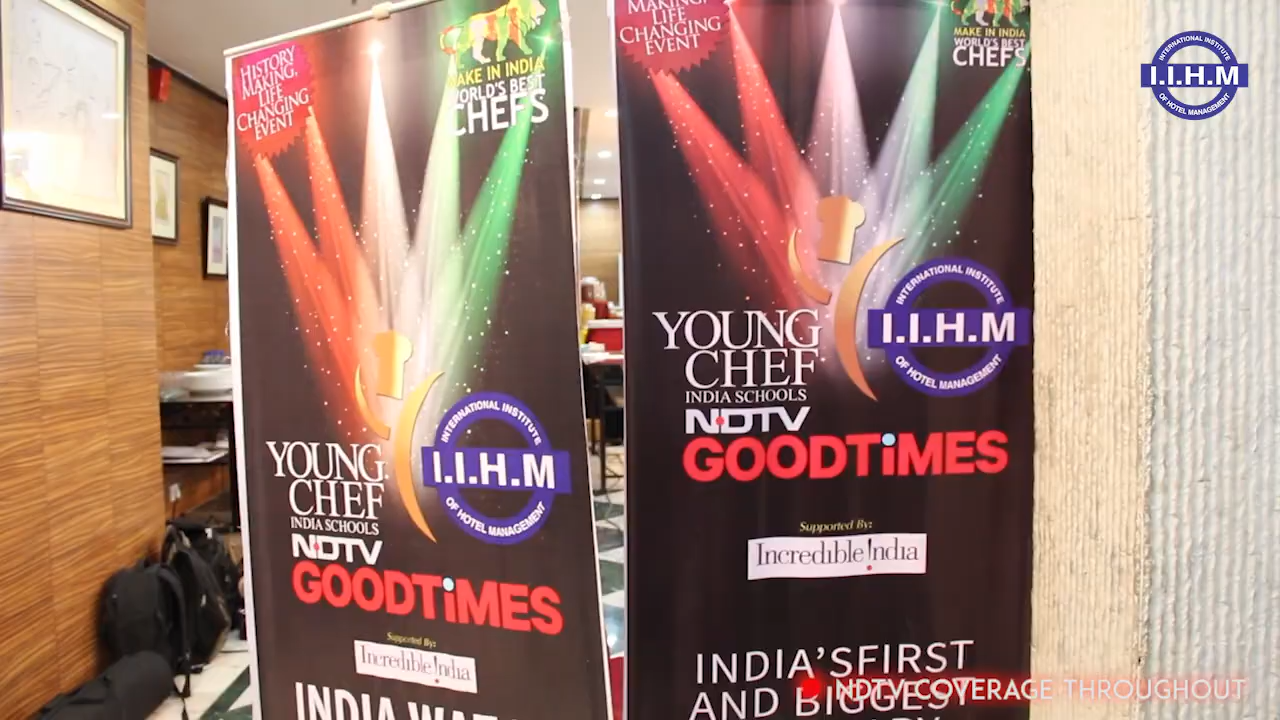 HISTORY
MAKING,
LIFE
CHANGING
EVENT
MAKE IN INDIA
WORLD'S BEST
CHEFS
YOUNG
CHEF
INDIA SCHOOLS
NDTV
GOODTiMES
INTERNATIONAL INSTITUTE
I.I.H.M
OF HOTEL MANAGEMENT
Supported By:
Incredible!ndia
MAKING,
LIFE
CHANGING
EVENT
MAKE IN INDIA
WORLD'S BEST
CHEFS
YOUNG
CHEF
INDIA SCHOOLS
NDTV
GOODTiMES
INTERNATIONAL INSTITUTE
I.I.H.M
OF HOTEL MANAGEMENT
Supported By:
Incredible!ndia
INDIA'SFIRST
AND BIGGEST
INTERNATIONAL INSTITUTE
I.I.H.M
OF HOTEL MANAGEMENT
NDTV COVERAGE THROUGHOUT